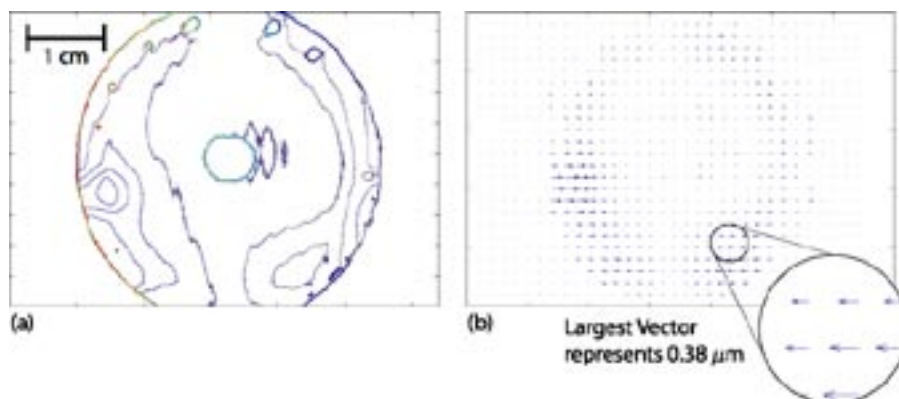 1 cm
(a)
(b)
Largest Vector
represents 0.38 μm